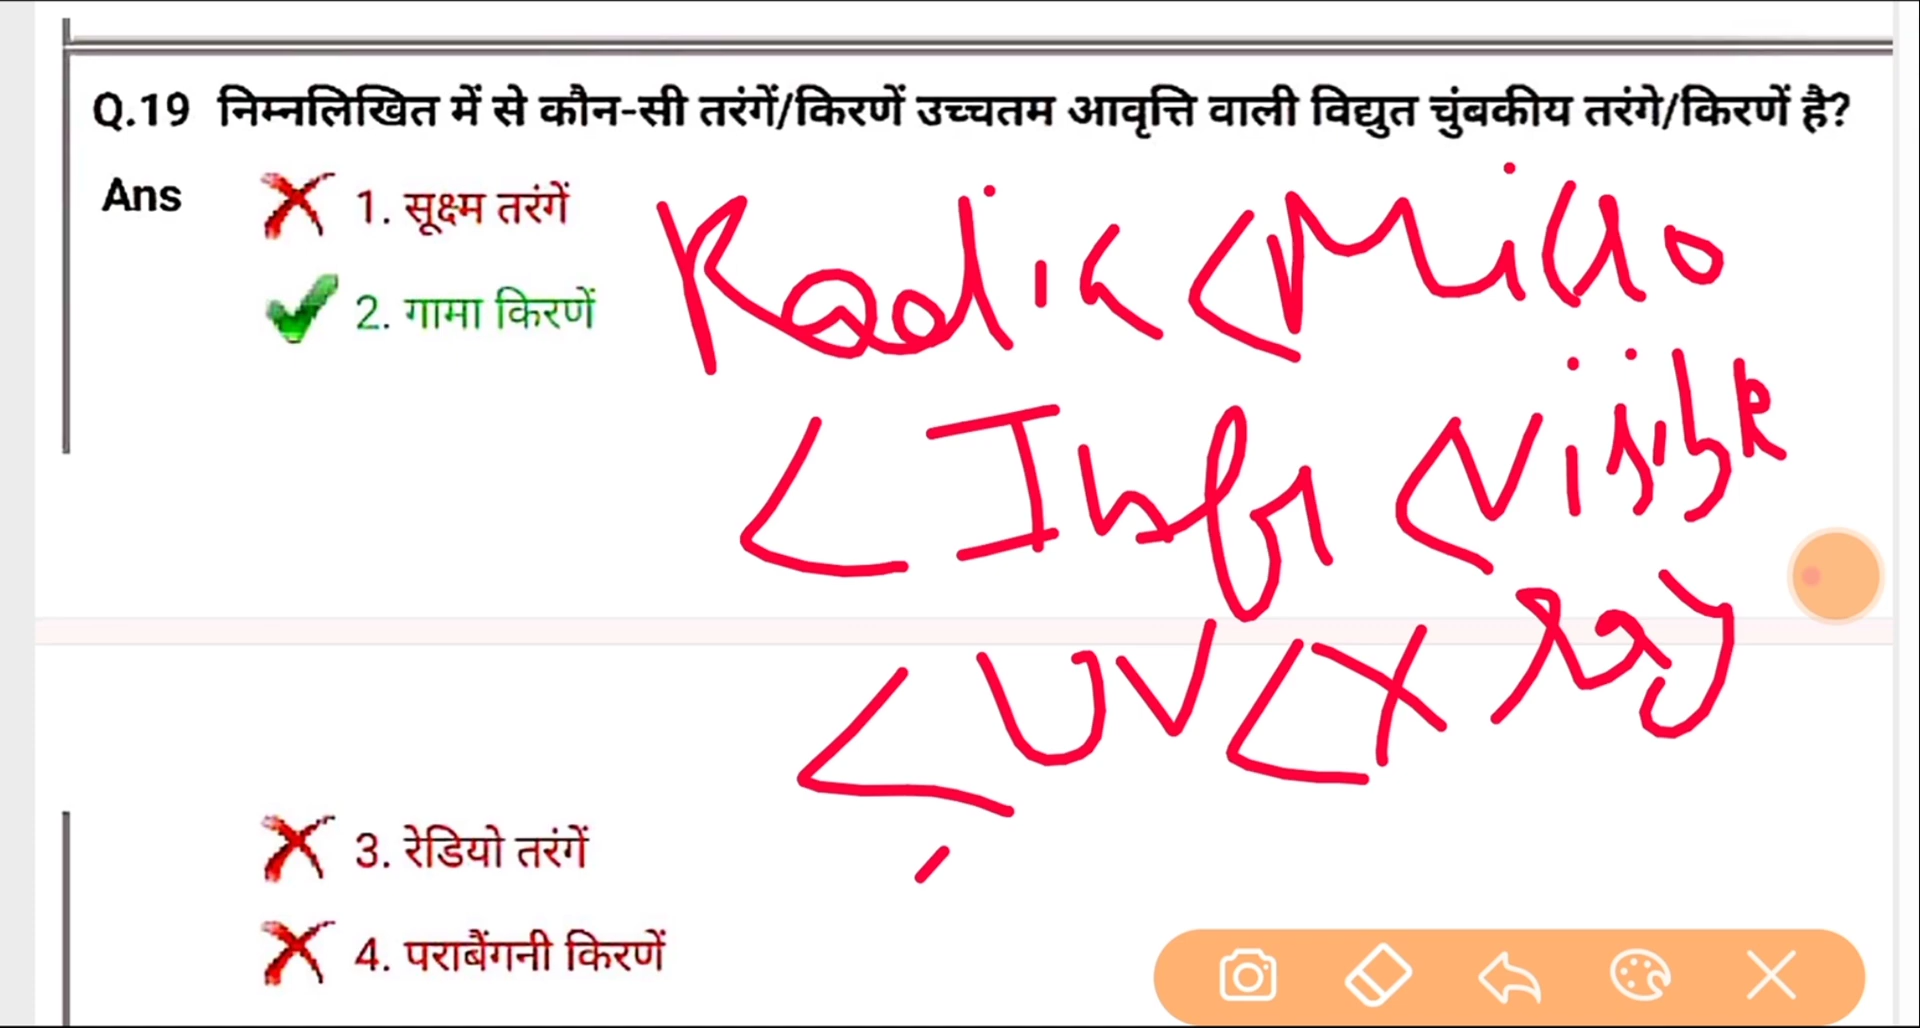 Q.19 निम्नलिखित में से कौन-सी तरंगें/किरणें उच्चतम आवृत्ति वाली विद्युत चुंबकीय तरंगे/किरणें है?
Ans 1. सूक्ष्म तरंगें
2. गामा किरणें
Radio < Micro
< Infr < Visible
< UV < X Ray
3. रेडियो तरंगें
4. पराबैंगनी किरणें